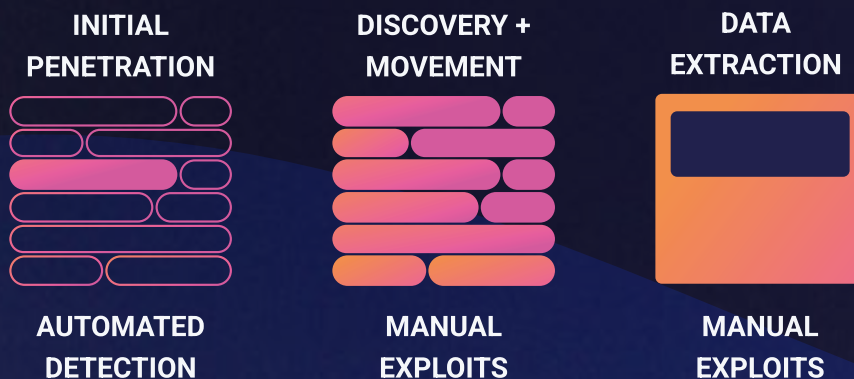 INITIAL
PENETRATION
DISCOVERY +
MOVEMENT
DATA
EXTRACTION
AUTOMATED
DETECTION
MANUAL
EXPLOITS
MANUAL
EXPLOITS